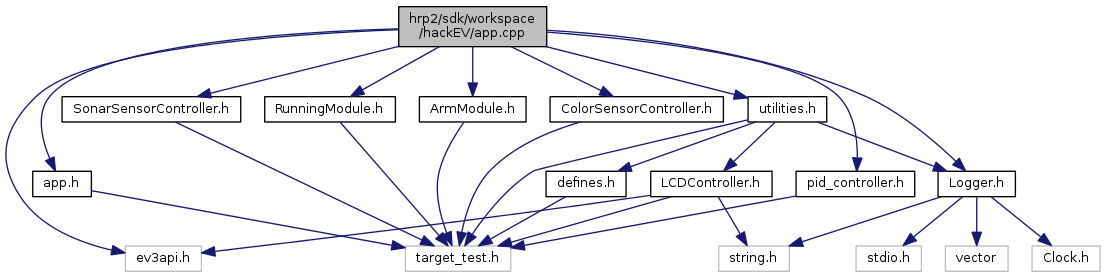 hrp2/sdk/workspace
/hackEV/app.cpp
SonarSensorController.h
RunningModule.h
ArmModule.h
ColorSensorController.h
utilities.h
app.h
defines.h
LCDController.h
pid_controller.h
Logger.h
ev3api.h
target_test.h
string.h
stdio.h
vector
Clock.h